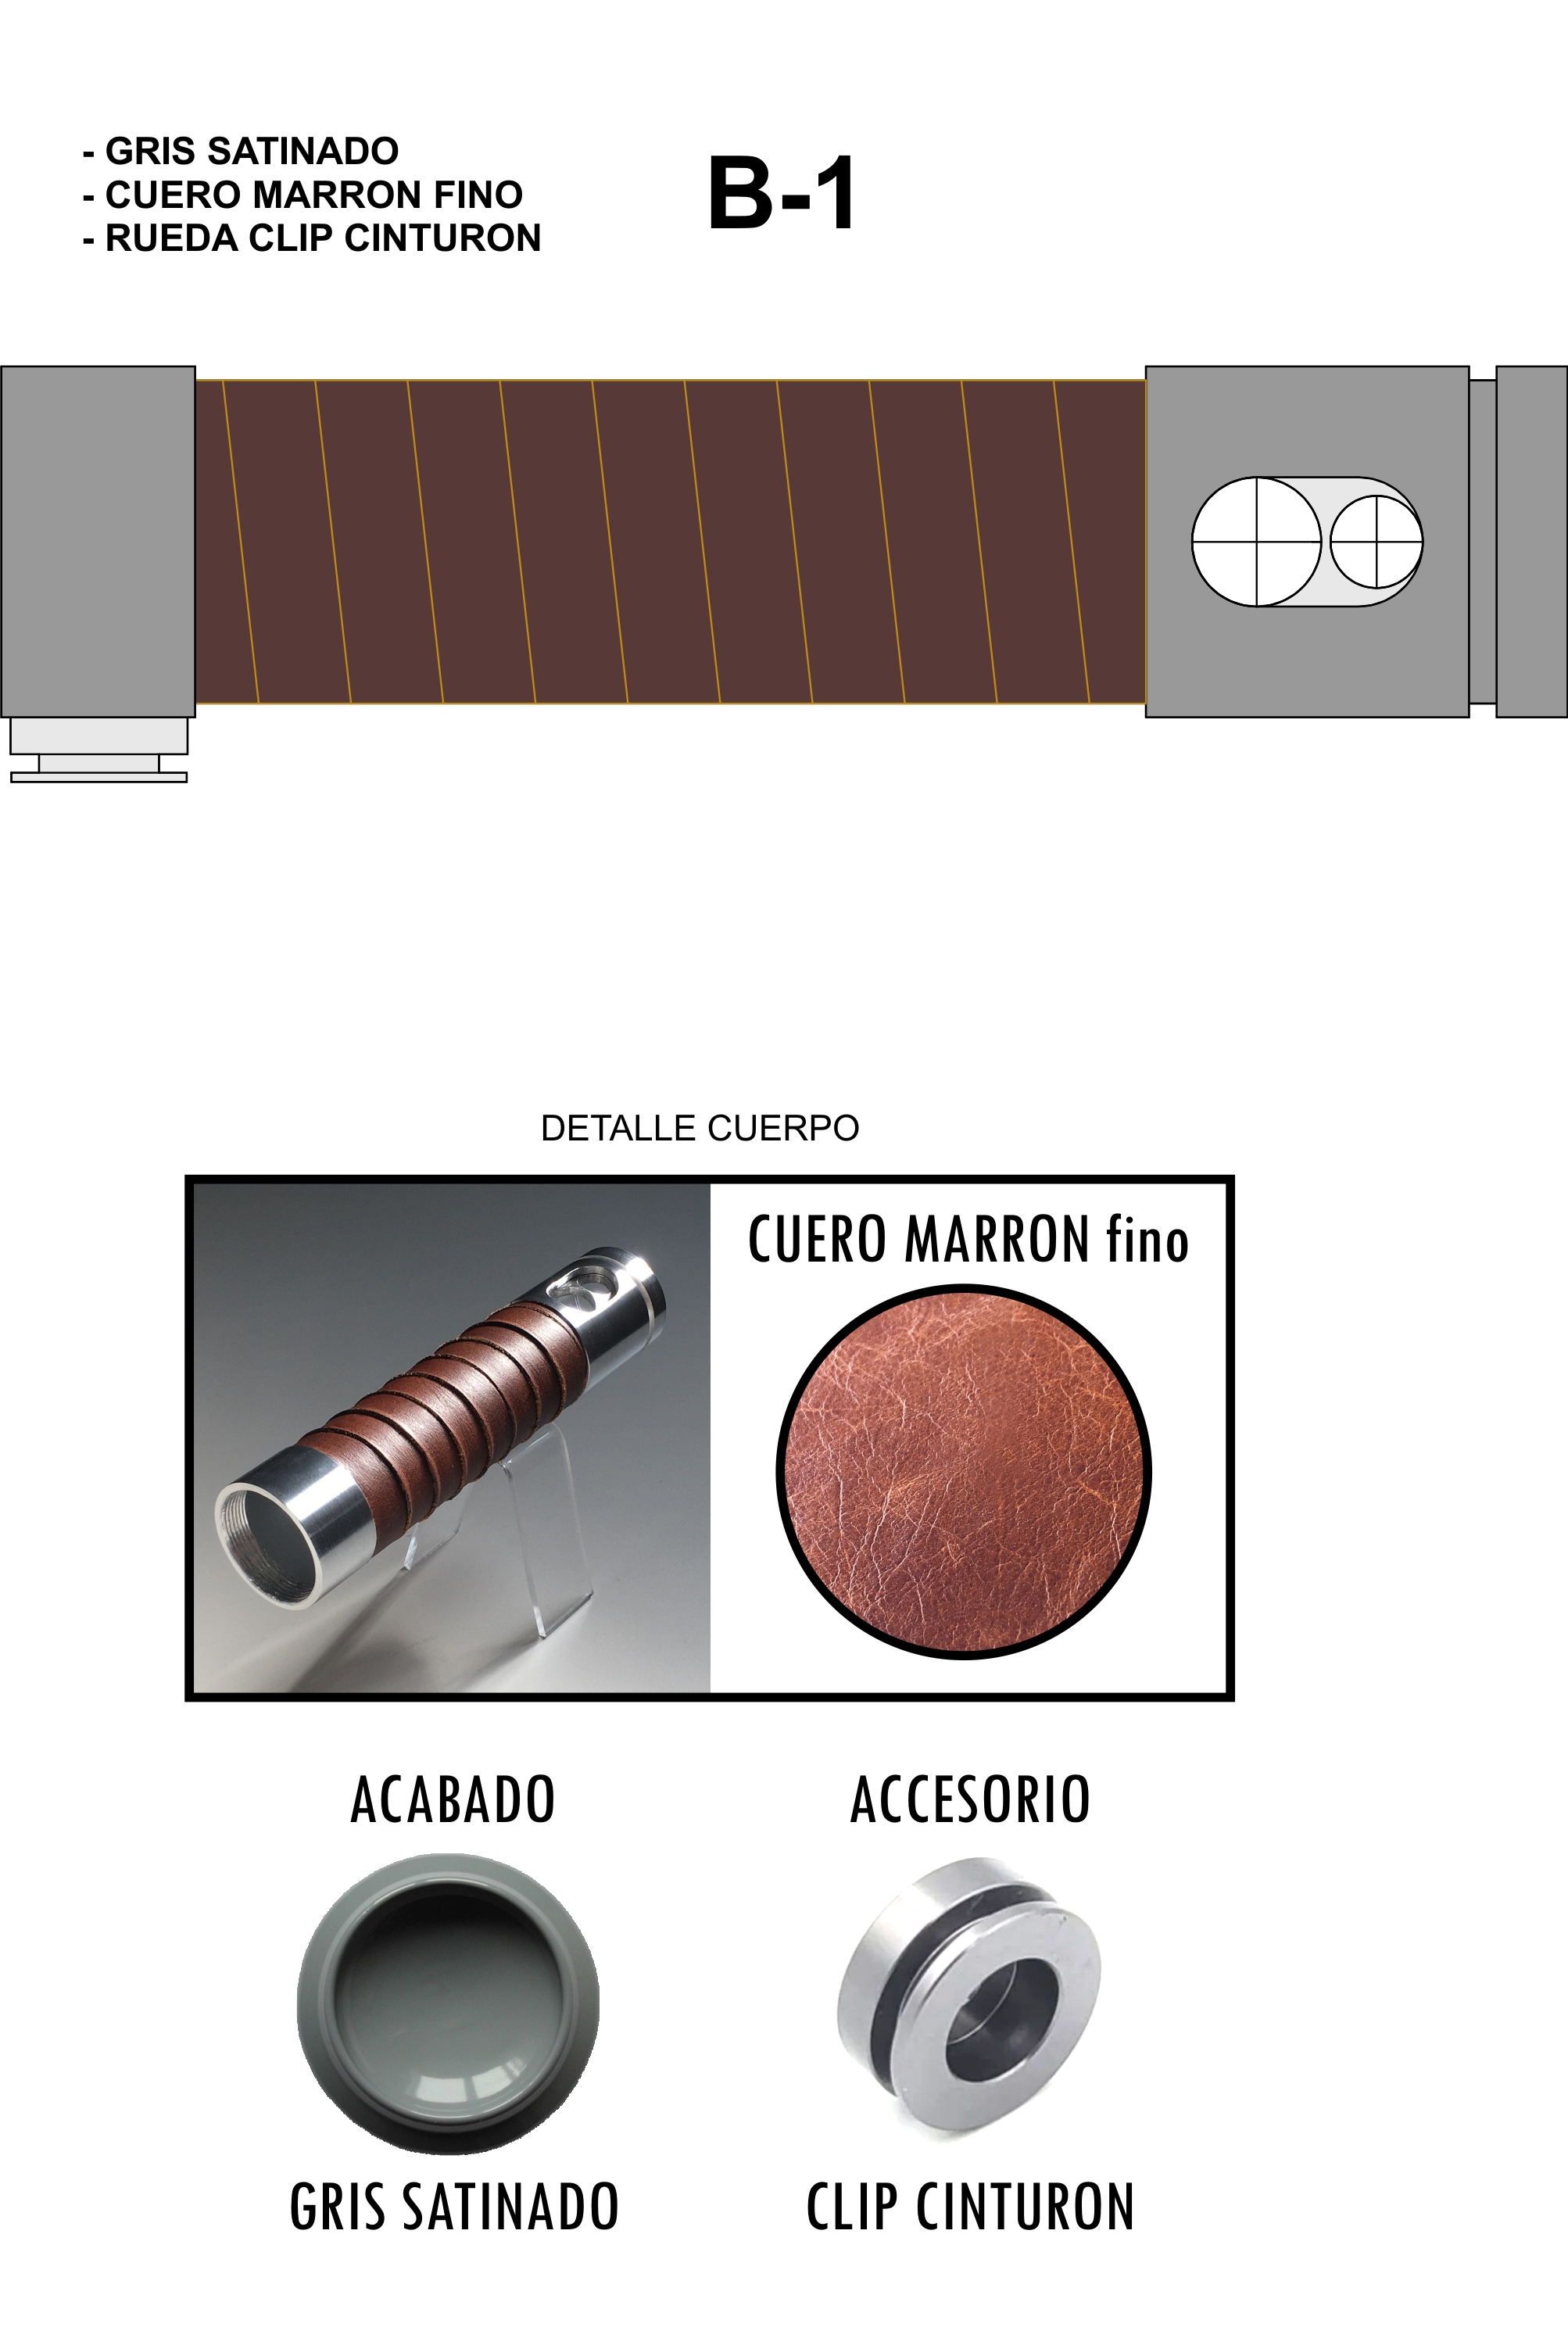 - GRIS SATINADO
- CUERO MARRON FINO
- RUEDA CLIP CINTURON
B-1
DETALLE CUERPO
CUERO MARRON fino
ACABADO
ACCESORIO
GRIS SATINADO
CLIP CINTURON